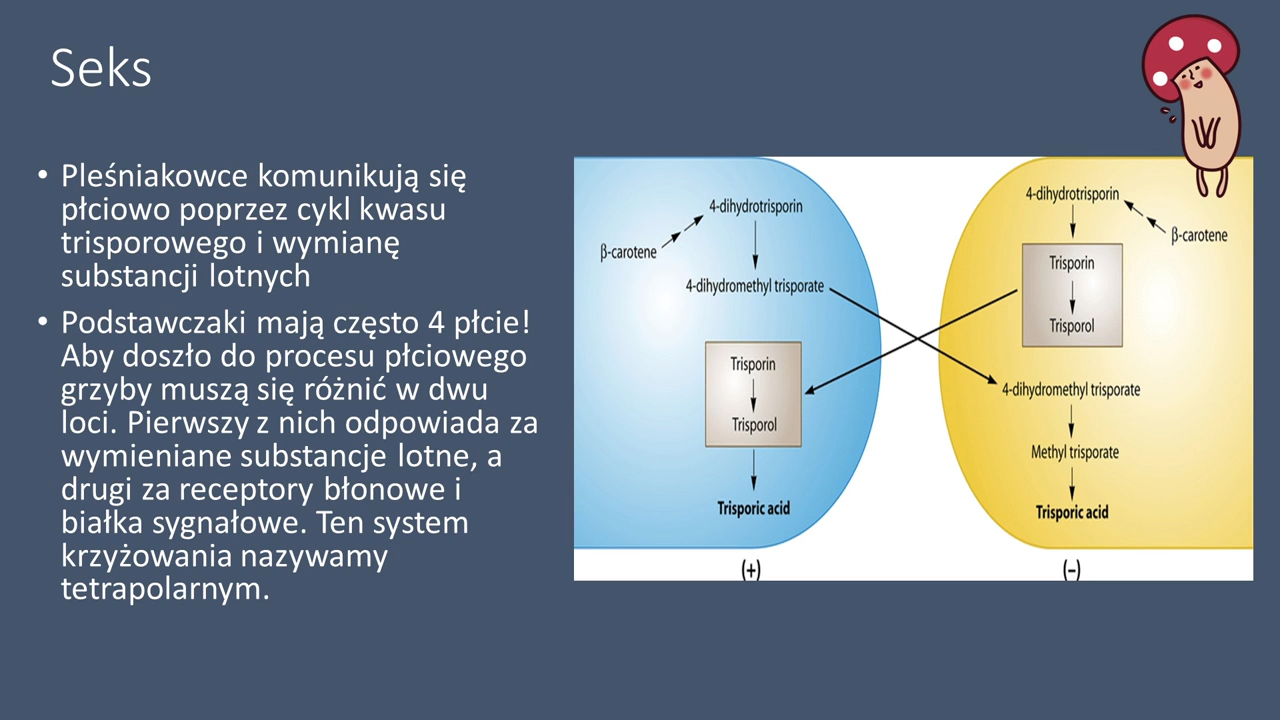 Seks
• Pleśniakowce komunikują się
płciowo poprzez cykl kwasu
trisporowego i wymianę
substancji lotnych
• Podstawczaki mają często 4 płcie!
Aby doszło do procesu płciowego
grzyby muszą się różnić w dwu
loci. Pierwszy z nich odpowiada za
wymieniane substancje lotne, a
drugi za receptory błonowe i
białka sygnałowe. Ten system
krzyżowania nazywamy
tetrapolarnym.
4-dihydrotrisporin
β-carotene
4-dihydromethyl trisporate
Trisporin
Trisporol
Trisporic acid
(+)
4-dihydrotrisporin
β-carotene
Trisporin
Trisporol
4-dihydromethyl trisporate
Methyl trisporate
Trisporic acid
(–)